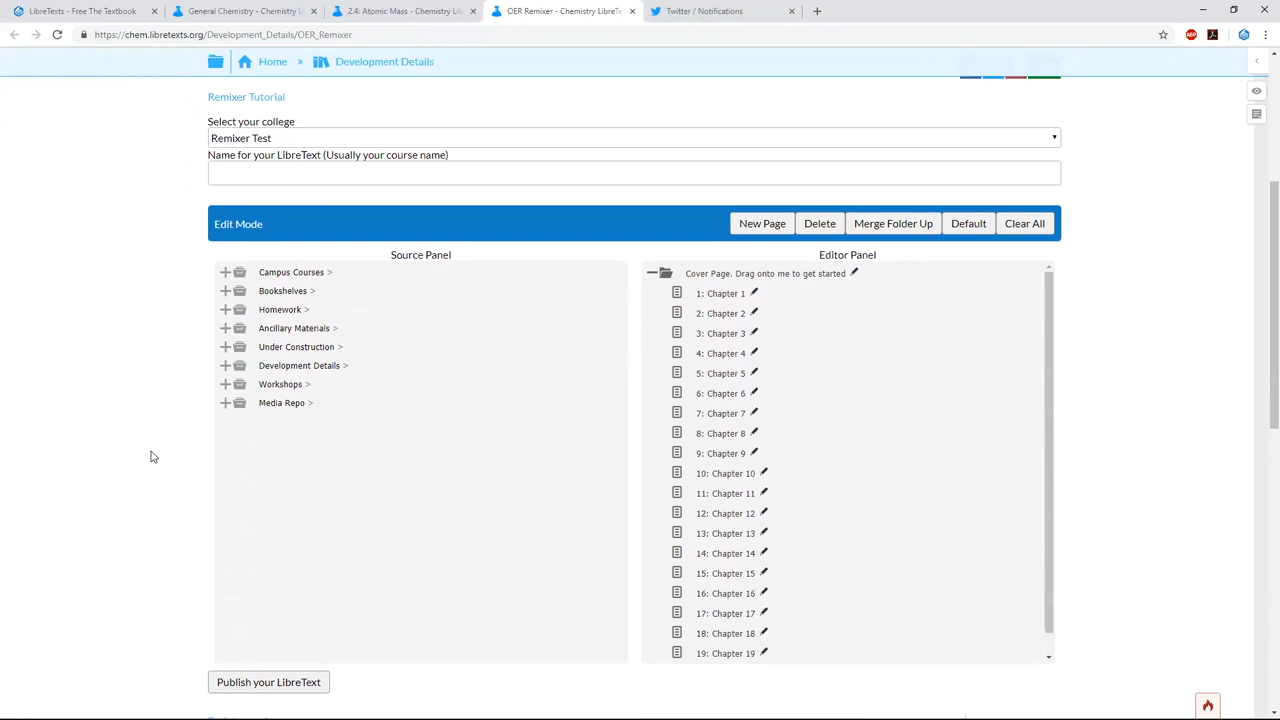 LibreTexts - Free The Textbook
General Chemistry - Chemistry L
2.4: Atomic Mass - Chemistry Lib
OER Remixer - Chemistry LibreTe
Twitter / Notifications
https://chem.libretexts.org/Development_Details/OER_Remixer
ABP
Home » Development Details
Remixer Tutorial
Select your college
Remixer Test
Name for your LibreText (Usually your course name)
Edit Mode
New Page
Delete
Merge Folder Up
Default
Clear All
Source Panel
Campus Courses >
Bookshelves >
Homework >
Ancillary Materials >
Under Construction >
Development Details >
Workshops >
Media Repo >
Editor Panel
Cover Page. Drag onto me to get started
1: Chapter 1
2: Chapter 2
3: Chapter 3
4: Chapter 4
5: Chapter 5
6: Chapter 6
7: Chapter 7
8: Chapter 8
9: Chapter 9
10: Chapter 10
11: Chapter 11
12: Chapter 12
13: Chapter 13
14: Chapter 14
15: Chapter 15
16: Chapter 16
17: Chapter 17
18: Chapter 18
19: Chapter 19
Publish your LibreText